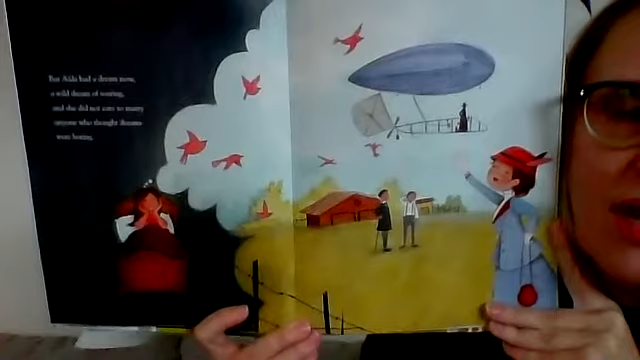 But Aida had a dream now,
a wild dream of soaring,
and she did not care to marry
anyone who thought dreams
were boring.